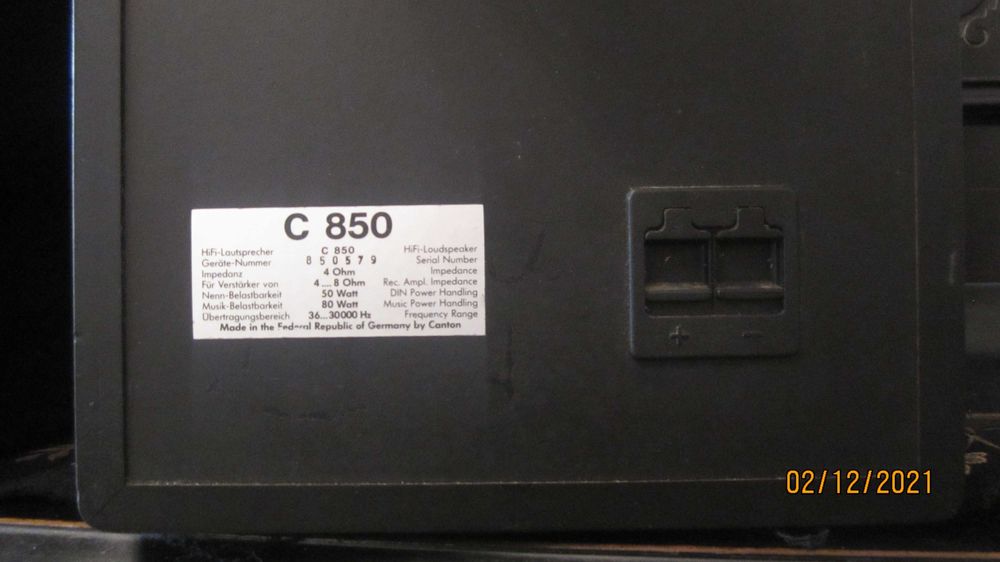 C 850
HiFi-Lautsprecher C 850 HiFi-Loudspeaker
Geräte-Nummer 850579 Serial Number
Impedanz 4 Ohm Impedance
Für Verstärker von 4....8 Ohm Rec. Ampl. Impedance
Nenn-Belastbarkeit 50 Watt DIN Power Handling
Musik-Belastbarkeit 80 Watt Music Power Handling
Übertragungsbereich 36...30000 Hz Frequency Range
Made in the Federal Republic of Germany by Canton
+ −
02/12/2021